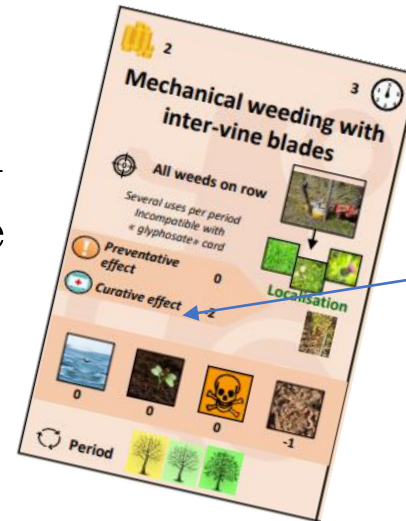 2
3
Mechanical weeding with
inter-vine blades
All weeds on row
Several uses per period
Incompatible with
« glyphosate» card
Preventative
effect
0
Curative effect
-2
Localisation
0
0
0
-1
Period
e